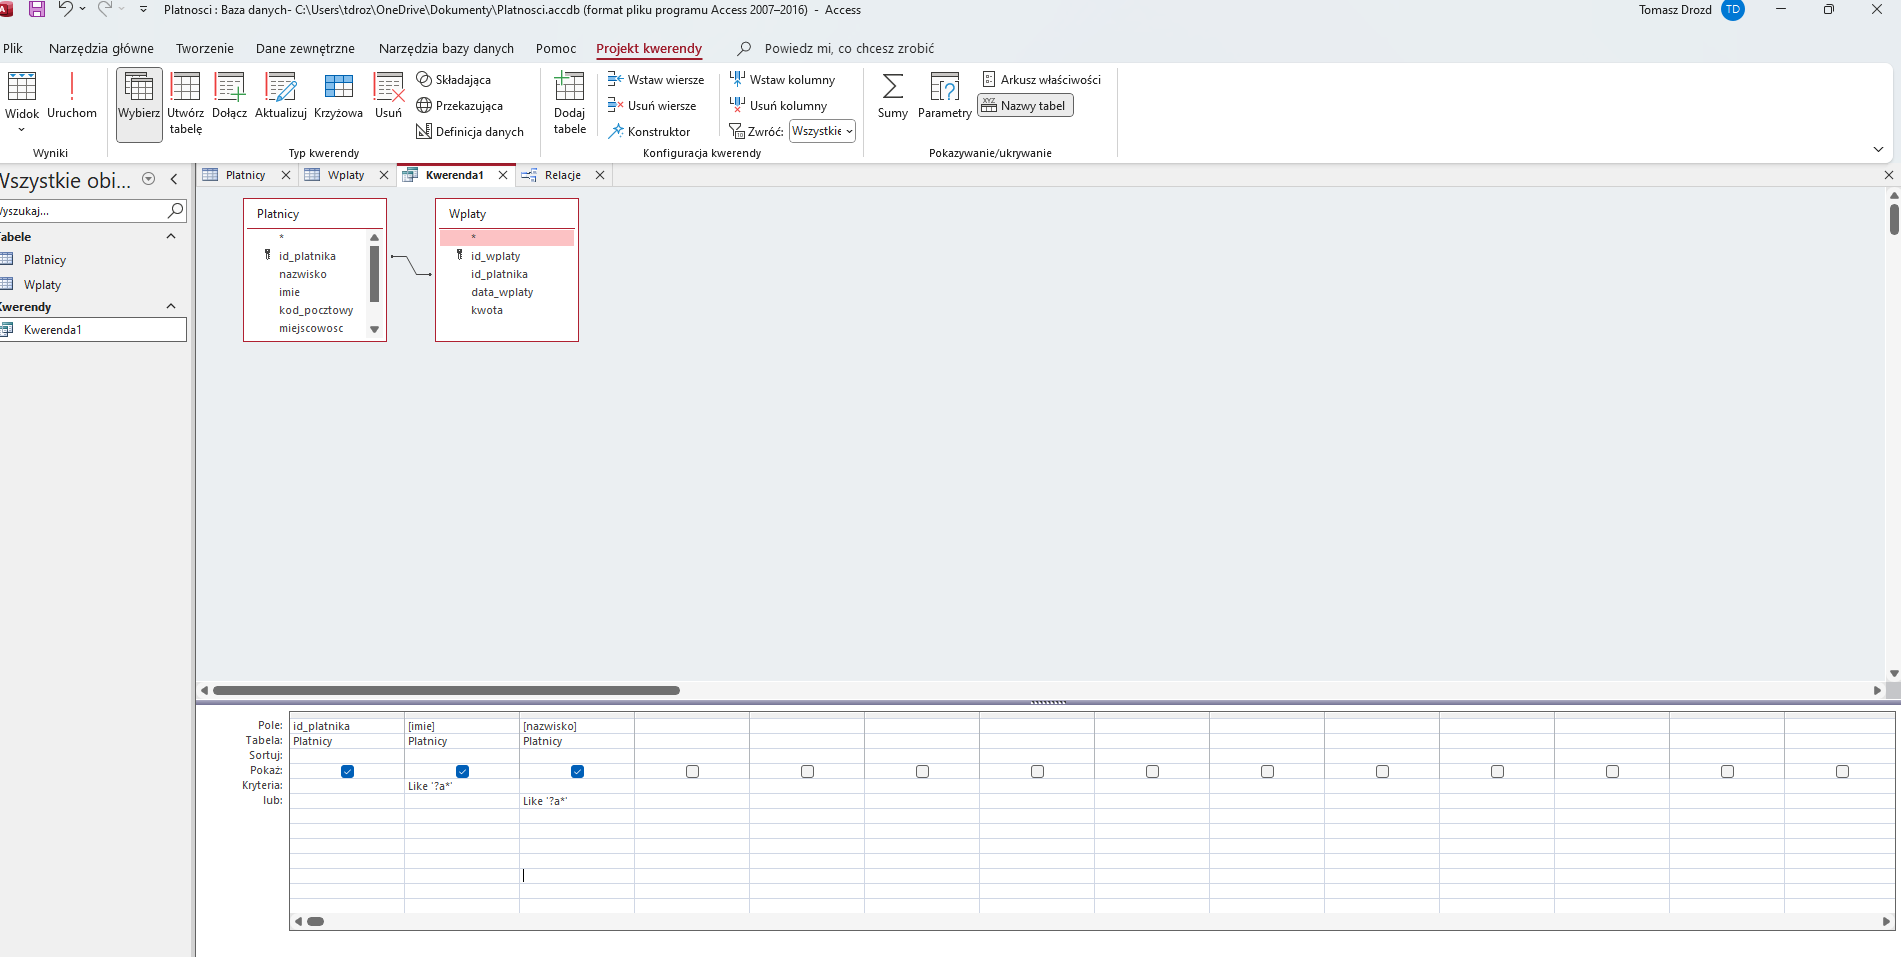 Platnosci : Baza danych- C:\Users\tdroz\OneDrive\Dokumenty\Platnosci.accdb (format pliku programu Access 2007–2016) - Access
Tomasz Drozd TD
Plik Narzędzia główne Tworzenie Dane zewnętrzne Narzędzia bazy danych Pomoc Projekt kwerendy Powiedz mi, co chcesz zrobić
Widok
Uruchom
Wyniki
Wybierz
Utwórz tabelę
Dołącz
Aktualizuj
Krzyżowa
Usuń
Składająca
Przekazująca
Definicja danych
Typ kwerendy
Dodaj tabele
Wstaw wiersze
Usuń wiersze
Konstruktor
Wstaw kolumny
Usuń kolumny
Zwróć: Wszystkie
Konfiguracja kwerendy
Sumy
Parametry
Arkusz właściwości
Nazwy tabel
Pokazywanie/ukrywanie
Wszystkie obi...
Wyszukaj...
Tabele
Platnicy
Wplaty
Kwerendy
Kwerenda1
Platnicy Wplaty Kwerenda1 Relacje
Platnicy
*
id_platnika
nazwisko
imie
kod_pocztowy
miejscowosc
Wplaty
*
id_wplaty
id_platnika
data_wplaty
kwota
Pole: id_platnika [imie] [nazwisko]
Tabela: Platnicy Platnicy Platnicy
Sortuj:
Pokaż:
Kryteria: Like '?a*'
lub: Like '?a*'